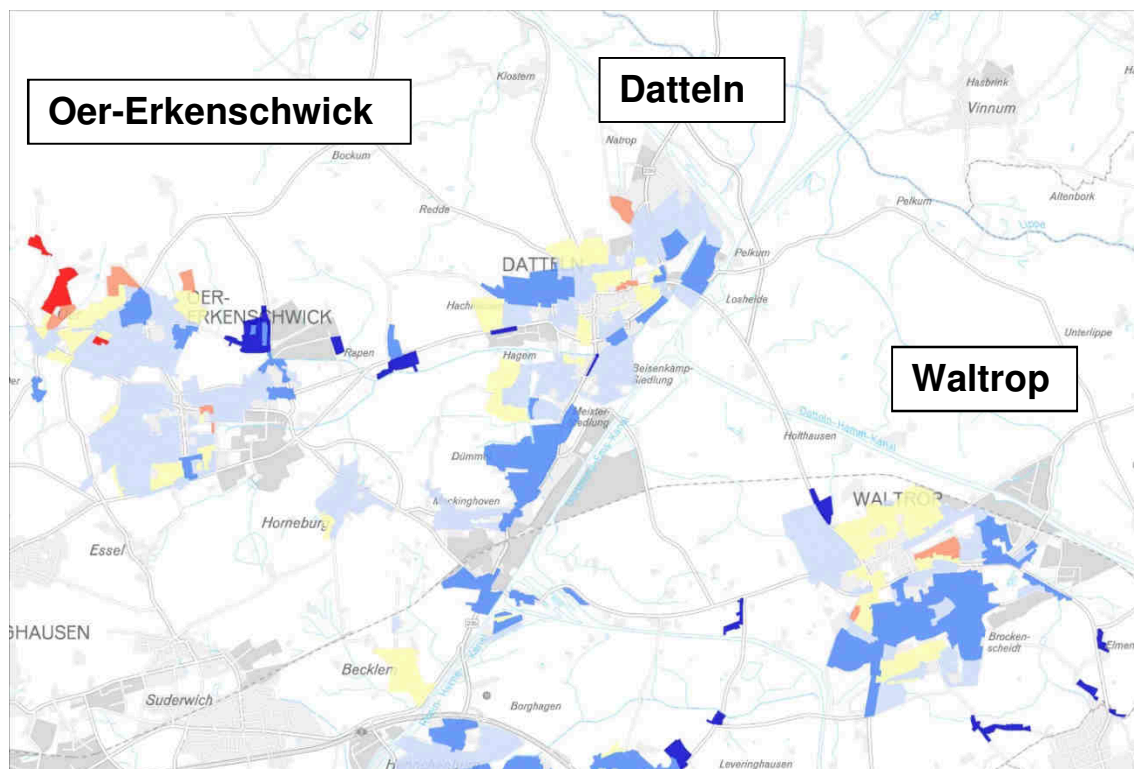 Oer-Erkenschwick
Datteln
Waltrop
Klostern
Hasbrink
Vinnum
Natrop
Bockum
Altenbork
Redde
Pelkum
Lippe
DATTELN
Pelkum
OER-
ERKENSCHWICK
Losheide
Unterlippe
Rapen
Hagem
Beisenkamp-
Siedlung
Meister-
siedlung
Datteln-Hamm-Kanal
Holthausen
Dümmer
Meckinghoven
WALTROP
Horneburg
Essel
GHAUSEN
Brocken-
scheidt
Elmen
Becklem
Suderwich
Borghagen
Leveringhausen